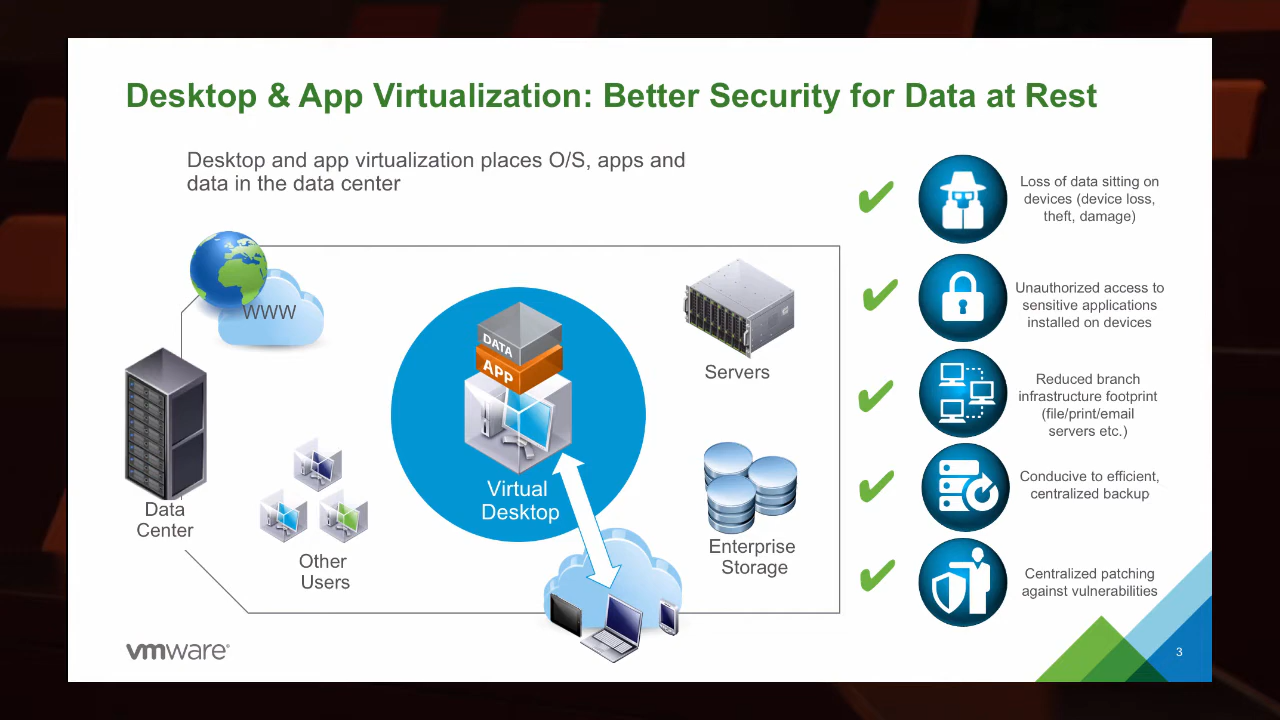 Desktop & App Virtualization: Better Security for Data at Rest
Desktop and app virtualization places O/S, apps and
data in the data center
WWW
Data
Center
Other
Users
DATA
APP
Virtual
Desktop
Servers
Enterprise
Storage
Loss of data sitting on
devices (device loss,
theft, damage)
Unauthorized access to
sensitive applications
installed on devices
Reduced branch
infrastructure footprint
(file/print/email
servers etc.)
Conducive to efficient,
centralized backup
Centralized patching
against vulnerabilities
vmware®
3